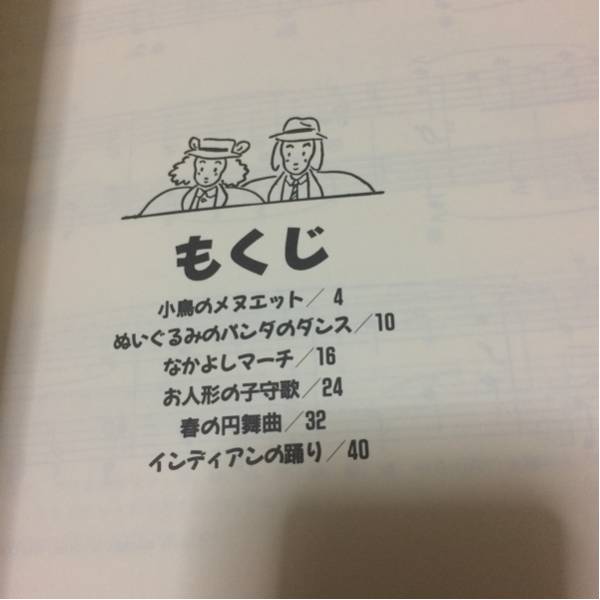 もくじ
小鳥のメヌエット／ 4
ぬいぐるみのパンダのダンス／10
なかよしマーチ／16
お人形の子守歌／24
春の円舞曲／32
インディアンの踊り／40